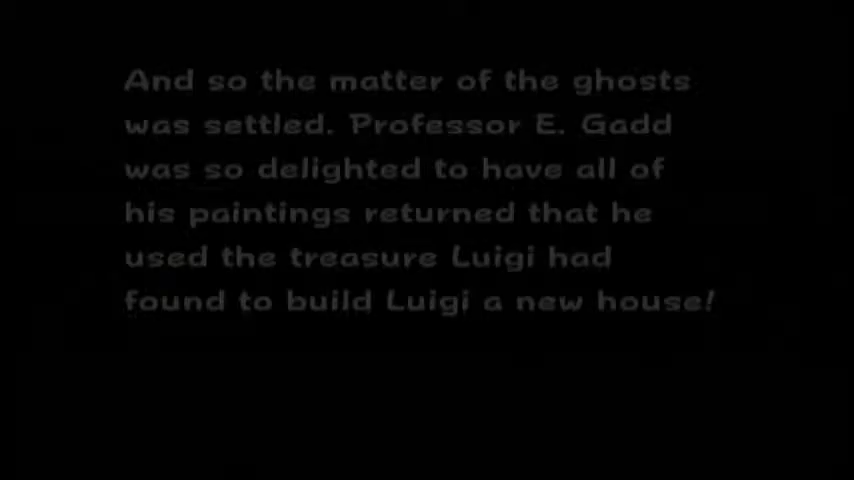 And so the matter of the ghosts
was settled. Professor E. Gadd
was so delighted to have all of
his paintings returned that he
used the treasure Luigi had
found to build Luigi a new house!